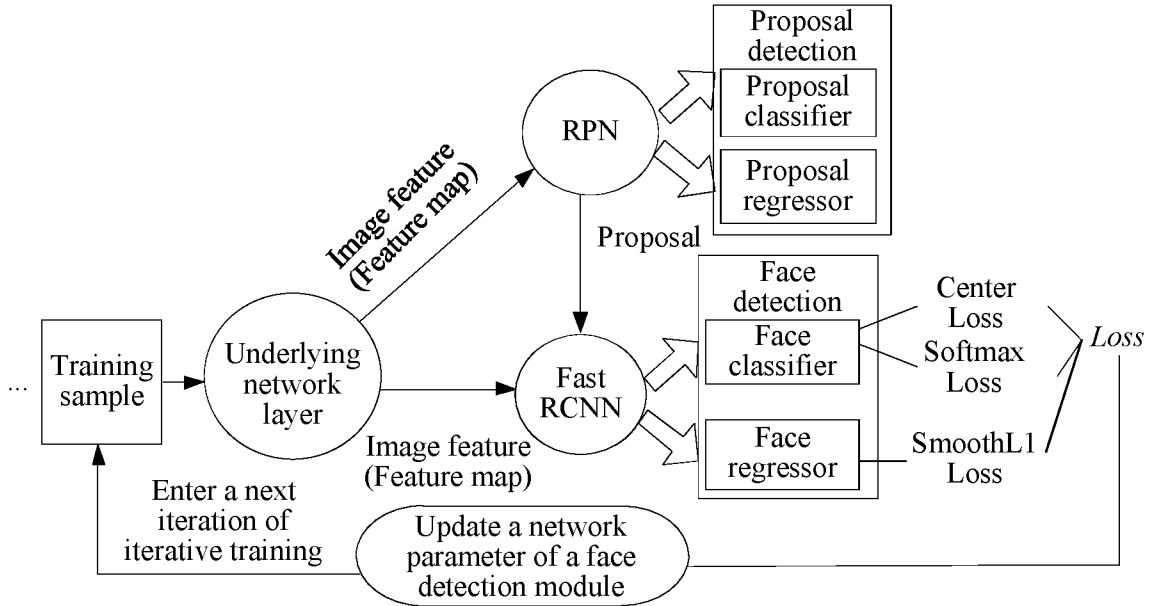 Proposal
detection
Proposal
classifier
Proposal
regressor
RPN
Image feature
(Feature map)
Proposal
Face
detection
Face
classifier
Face
regressor
Center
Loss
Softmax
Loss
SmoothL1
Loss
Loss
...
Training
sample
Underlying
network
layer
Fast
RCNN
Image feature
(Feature map)
Enter a next
iteration of
iterative training
Update a network
parameter of a face
detection module